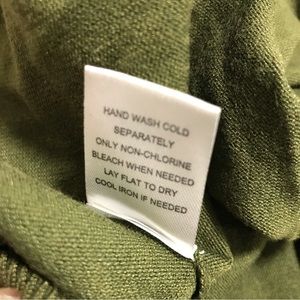 HAND WASH COLD
SEPARATELY
ONLY NON-CHLORINE
BLEACH WHEN NEEDED
LAY FLAT TO DRY
COOL IRON IF NEEDED